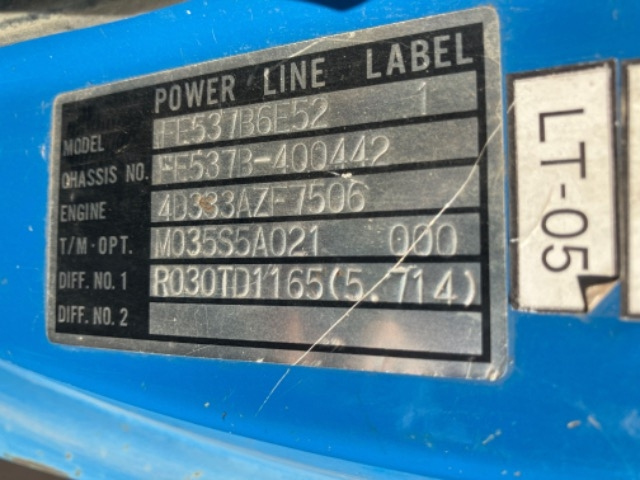 POWER LINE LABEL
MODEL FE537B6E52 1
CHASSIS NO. FE537B-400442
ENGINE 4D333AZF7506
T/M·OPT. M035S5A021 000
DIFF. NO. 1 R030TD1165(5.714)
DIFF. NO. 2
LT-05